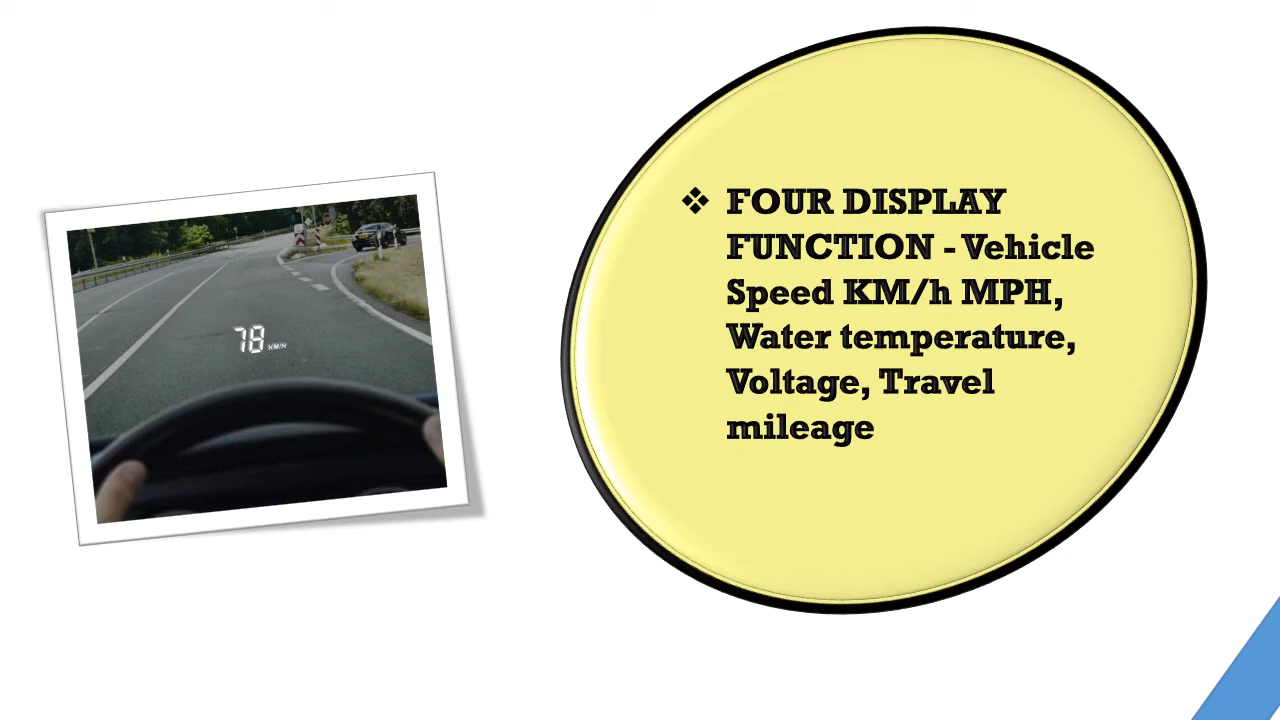 ❖ FOUR DISPLAY
FUNCTION - Vehicle
Speed KM/h MPH,
Water temperature,
Voltage, Travel
mileage
78 KM/H